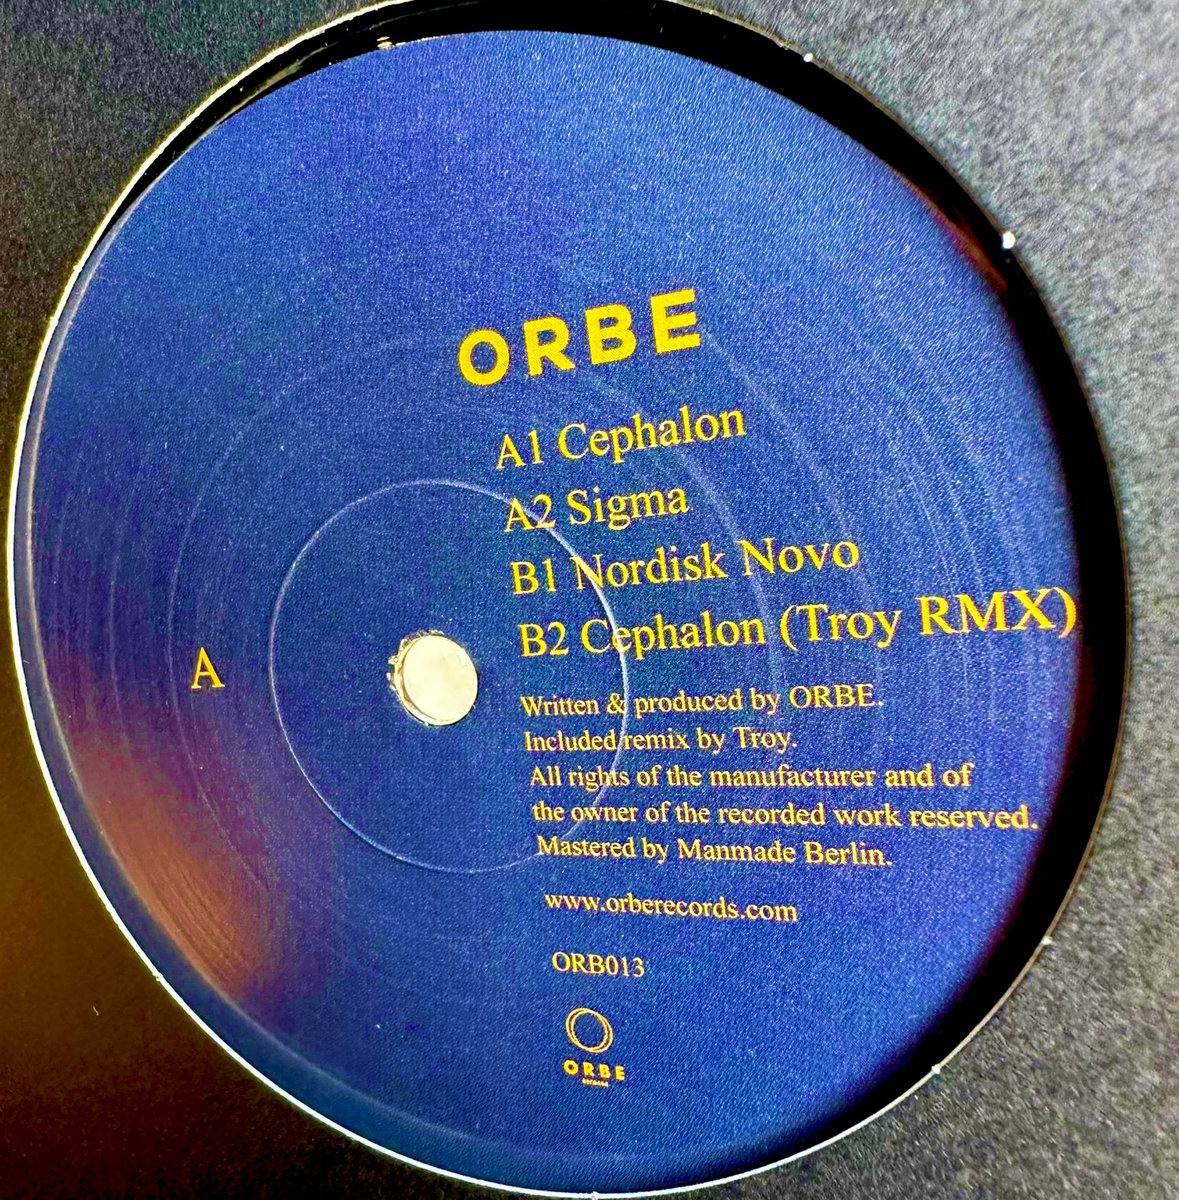 ORBE
A1 Cephalon
A2 Sigma
B1 Nordisk Novo
B2 Cephalon (Troy RMX)
A
Written & produced by ORBE.
Included remix by Troy.
All rights of the manufacturer and of
the owner of the recorded work reserved.
Mastered by Manmade Berlin.
www.orberecords.com
ORB013
ORBE
RECORDS